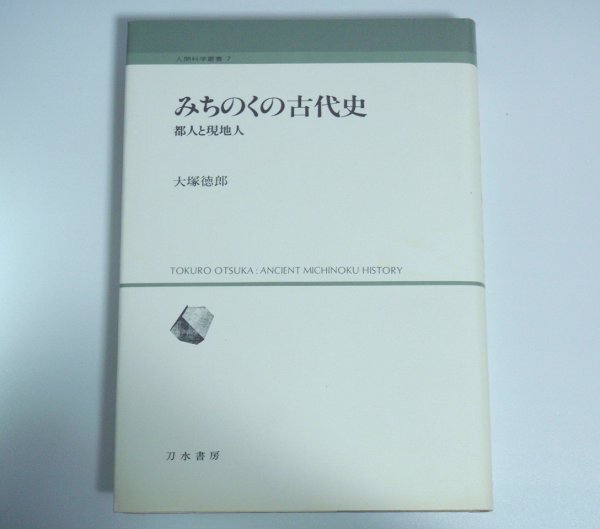 人間科学叢書 7
みちのくの古代史
都人と現地人
大塚徳郎
TOKURO OTSUKA : ANCIENT MICHINOKU HISTORY
刀水書房